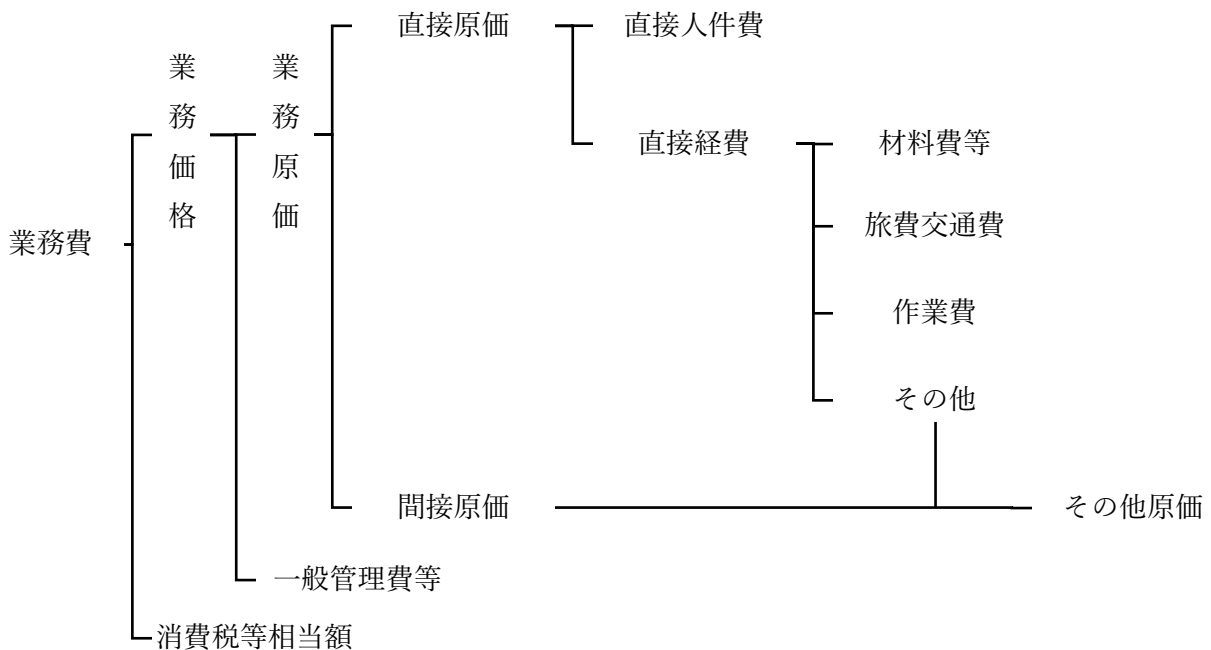 業務費
業務価格
業務原価
直接原価
直接人件費
直接経費
材料費等
旅費交通費
作業費
その他
間接原価
その他原価
一般管理費等
消費税等相当額